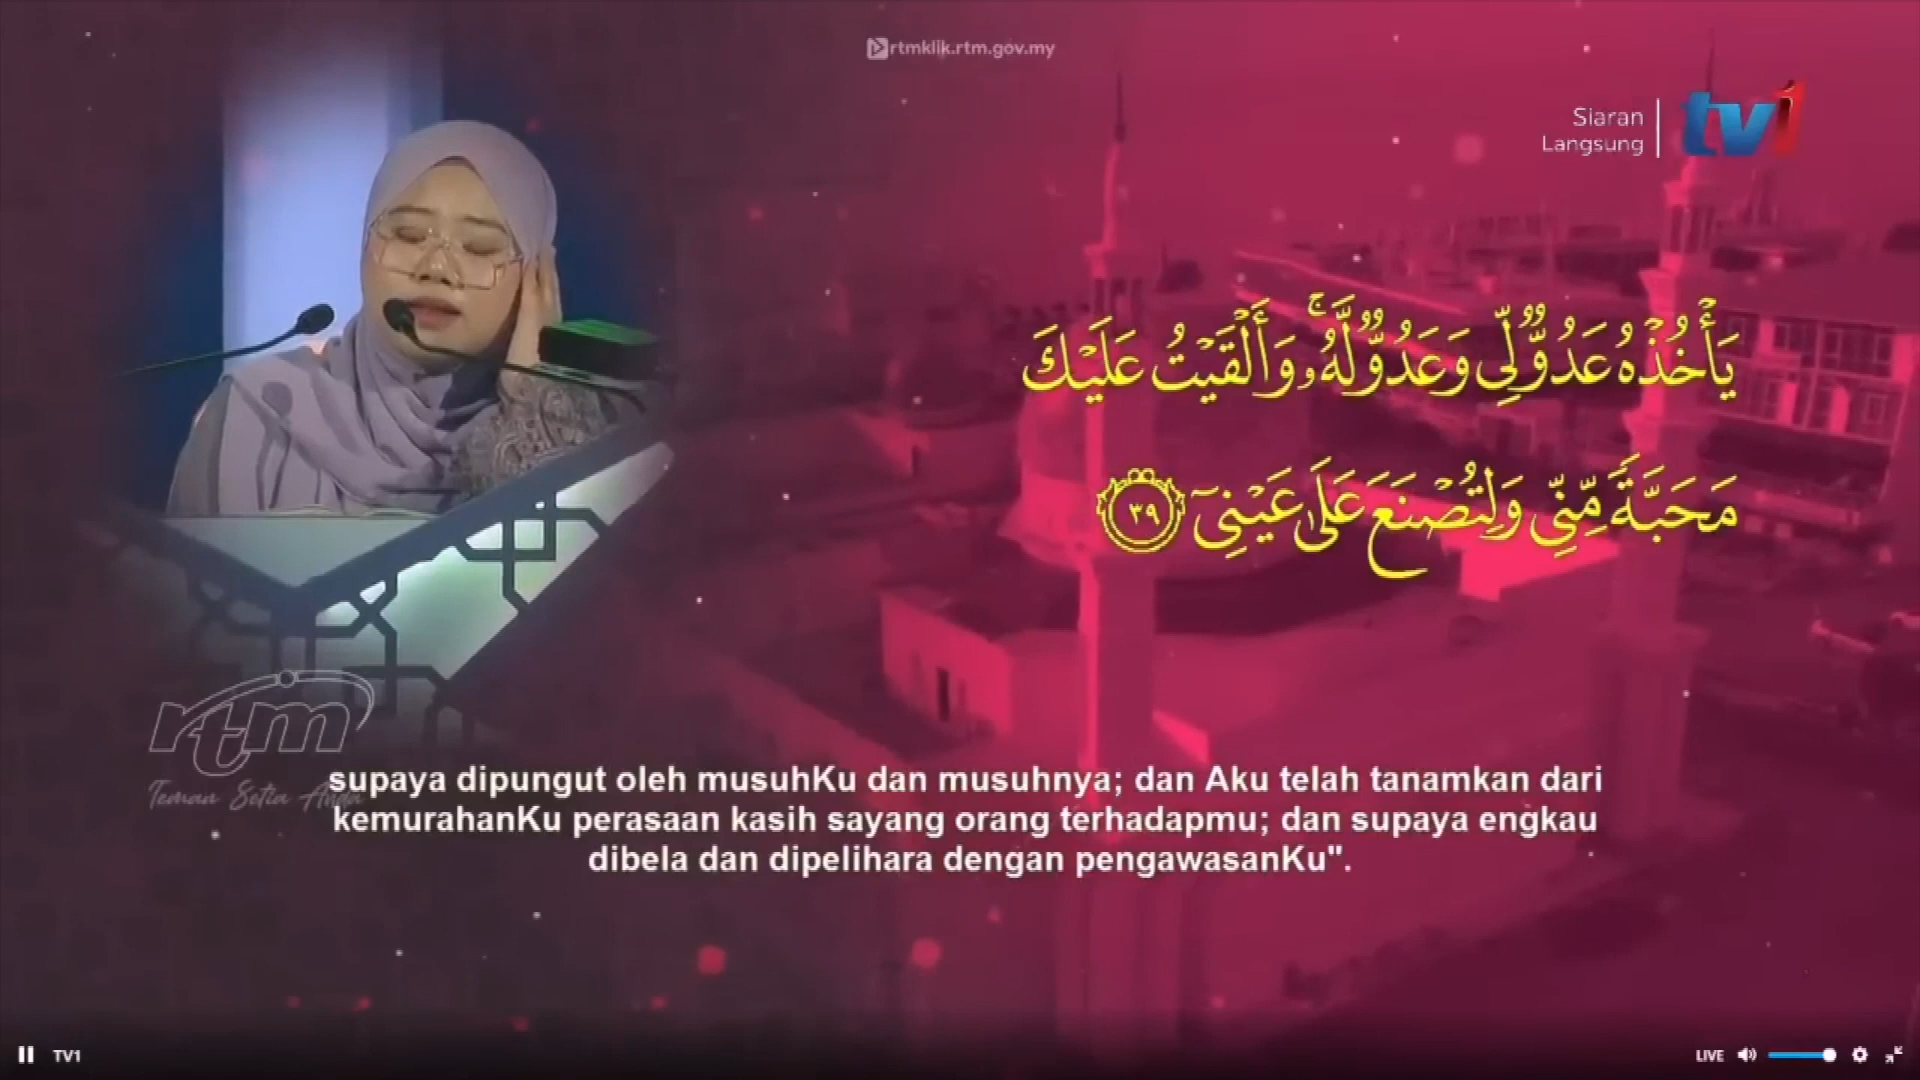 rtmklik.rtm.gov.my
Siaran
Langsung
tv1
يَأْخُذْهُ عَدُوٌّ لِّي وَعَدُوٌّ لَّهُۥ ۚ وَأَلْقَيْتُ عَلَيْكَ
مَحَبَّةً مِّنِّي وَلِتُصْنَعَ عَلَىٰ عَيْنِيٓ ٣٩
rtm
Teman Setia Anda
supaya dipungut oleh musuhKu dan musuhnya; dan Aku telah tanamkan dari
kemurahanKu perasaan kasih sayang orang terhadapmu; dan supaya engkau
dibela dan dipelihara dengan pengawasanKu".
TV1
LIVE